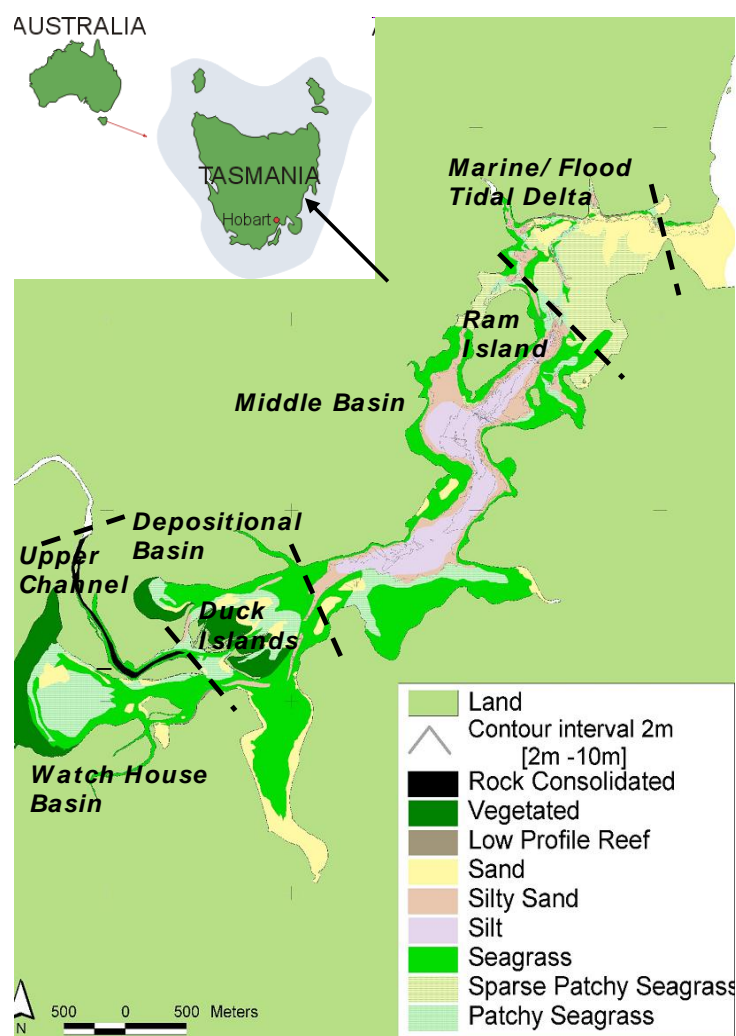 AUSTRALIA
TASMANIA
Hobart
Marine/ Flood
Tidal Delta
Ram
Island
Middle Basin
Depositional
Basin
Upper
Channel
Duck
Islands
Watch House
Basin
Land
Contour interval 2m
[2m -10m]
Rock Consolidated
Vegetated
Low Profile Reef
Sand
Silty Sand
Silt
Seagrass
Sparse Patchy Seagrass
Patchy Seagrass
N
500 0 500 Meters